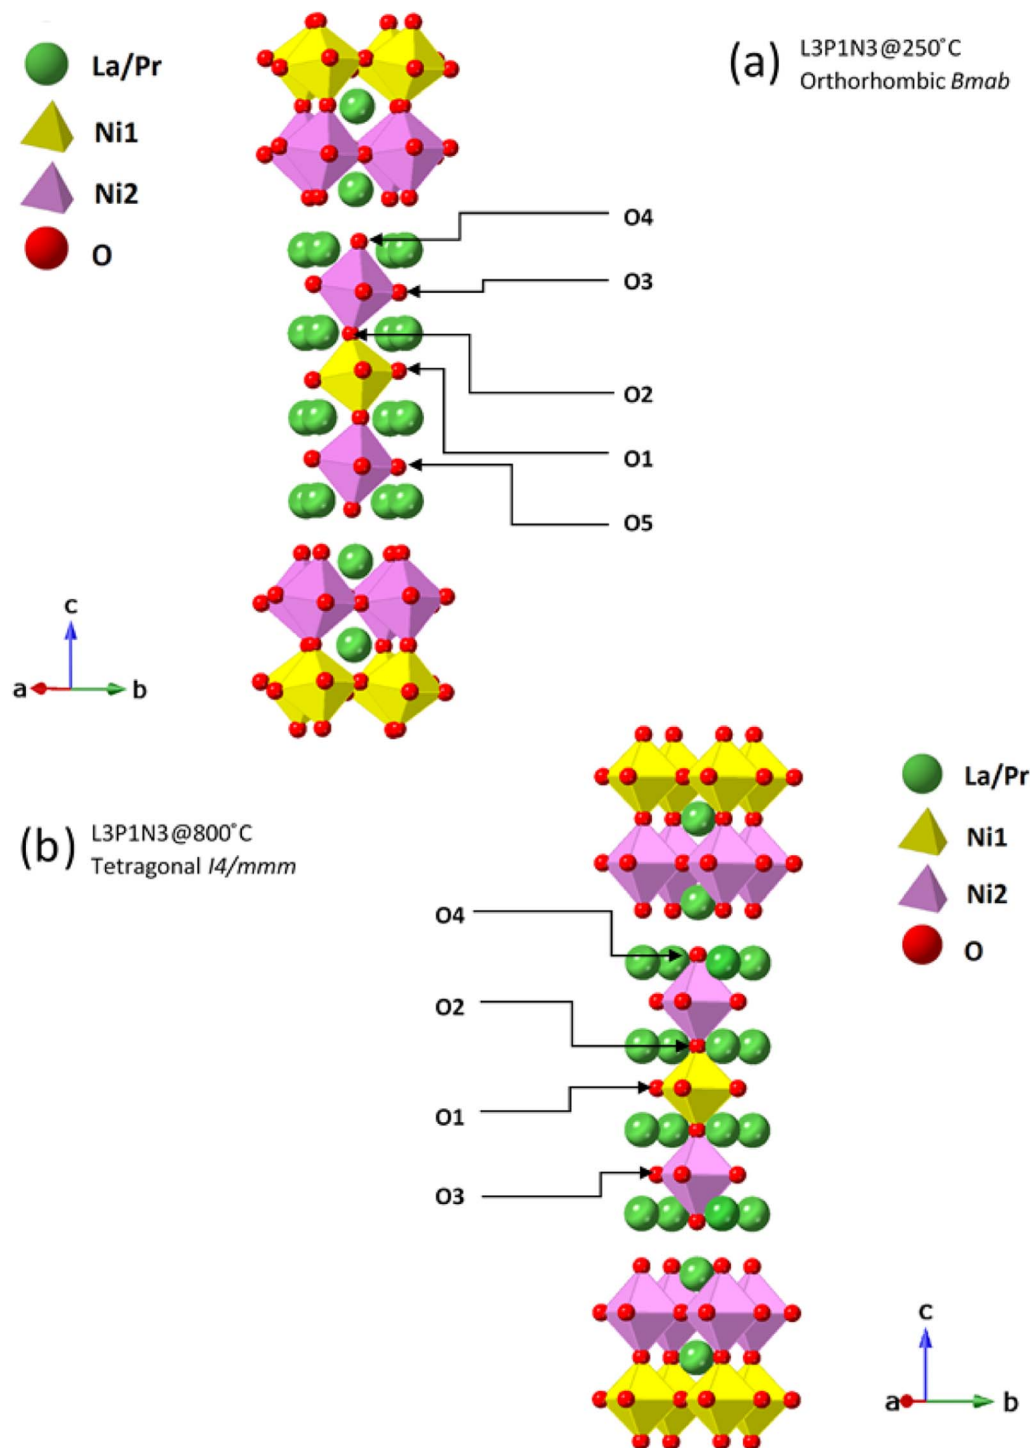 La/Pr
Ni1
Ni2
O
(a) L3P1N3@250˚C
Orthorhombic Bmab
O4
O3
O2
O1
O5
c
a
b
(b) L3P1N3@800˚C
Tetragonal I4/mmm
La/Pr
Ni1
Ni2
O
O4
O2
O1
O3
c
a
b